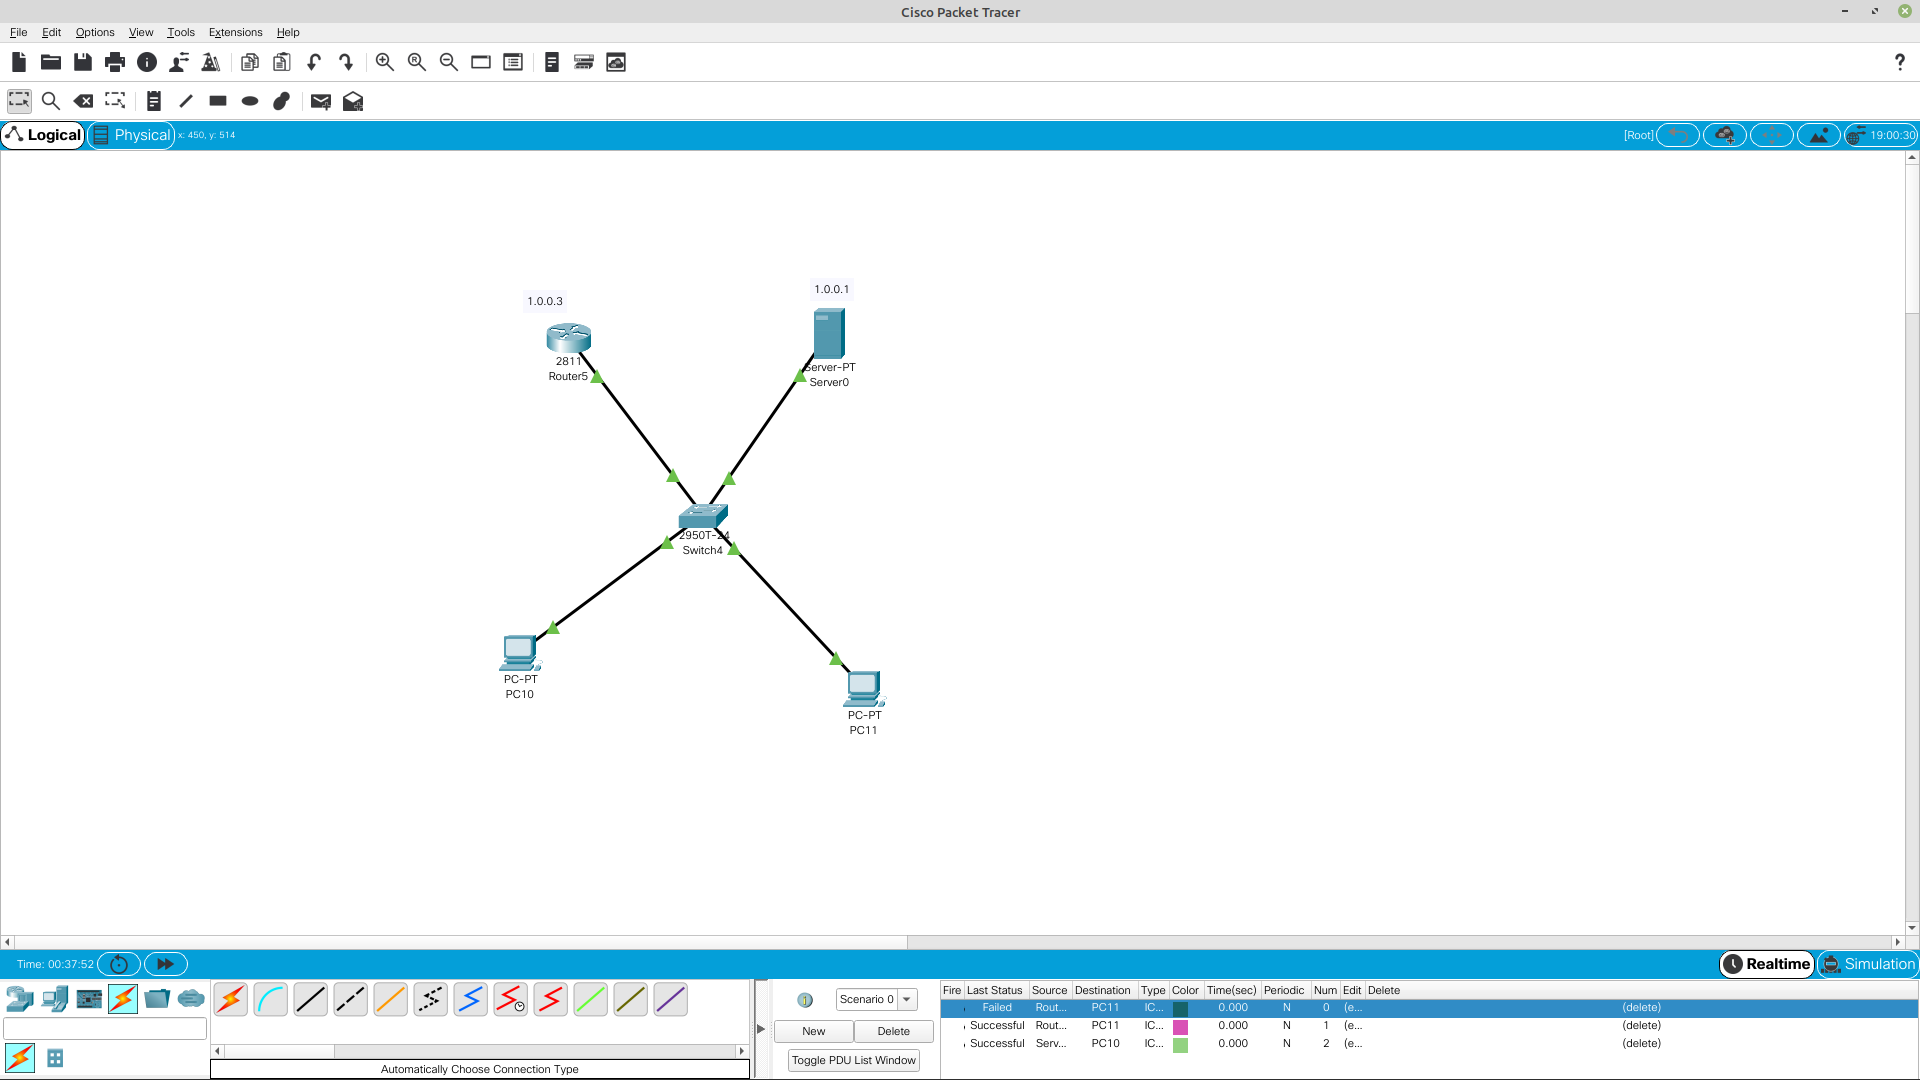 Cisco Packet Tracer
File Edit Options View Tools Extensions Help
?
Logical Physical x: 450, y: 514 [Root] 19:00:30
1.0.0.3
1.0.0.1
2811
Router5
Server-PT
Server0
2950T-24
Switch4
PC-PT
PC10
PC-PT
PC11
Time: 00:37:52 Realtime Simulation
Scenario 0
New Delete
Toggle PDU List Window
Automatically Choose Connection Type
Fire Last Status Source Destination Type Color Time(sec) Periodic Num Edit Delete
Failed Rout... PC11 IC... 0.000 N 0 (e... (delete)
Successful Rout... PC11 IC... 0.000 N 1 (e... (delete)
Successful Serv... PC10 IC... 0.000 N 2 (e... (delete)